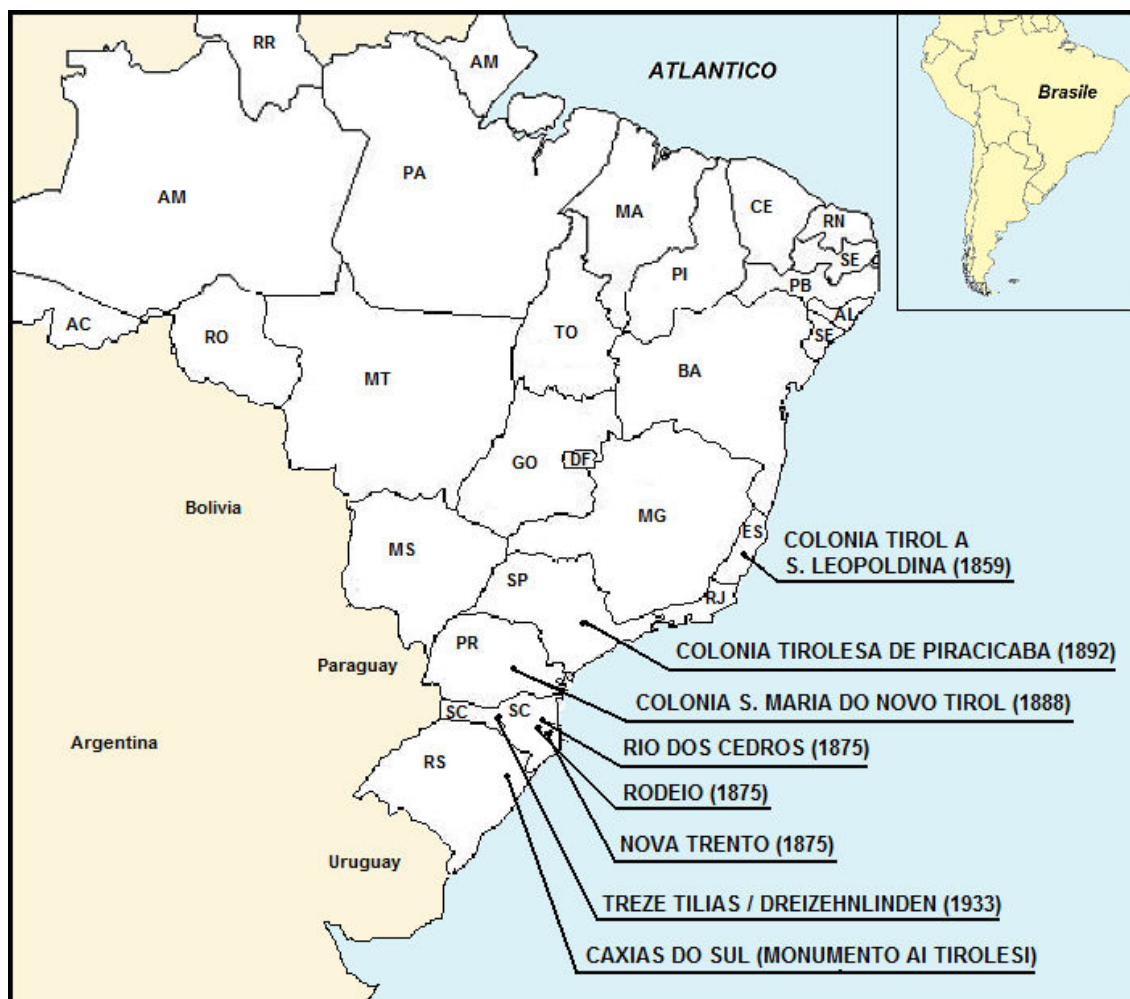 RR
AM
ATLANTICO
Brasile
PA
AM
MA
CE
RN
SE
PI
PB
AC
RO
TO
AL
SE
MT
BA
GO
DF
Bolivia
MG
MS
ES
COLONIA TIROL A
S. LEOPOLDINA (1859)
SP
RJ
PR
Paraguay
COLONIA TIROLESA DE PIRACICABA (1892)
COLONIA S. MARIA DO NOVO TIROL (1888)
SC
SC
Argentina
RIO DOS CEDROS (1875)
RS
RODEIO (1875)
NOVA TRENTO (1875)
Uruguay
TREZE TILIAS / DREIZEHNLINDEN (1933)
CAXIAS DO SUL (MONUMENTO AI TIROLESI)